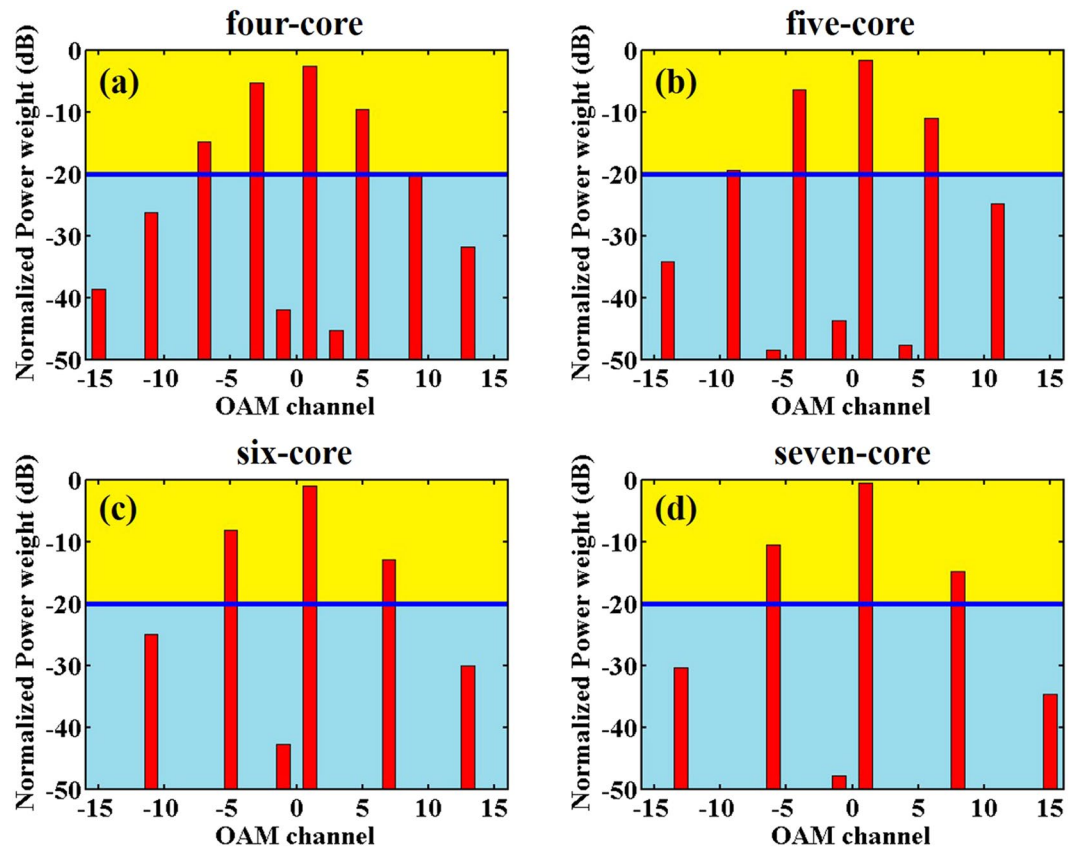 four-core
Normalized Power weight (dB)
(a)
0
-10
-20
-30
-40
-50
-15 -10 -5 0 5 10 15
OAM channel
five-core
Normalized Power weight (dB)
(b)
0
-10
-20
-30
-40
-50
-15 -10 -5 0 5 10 15
OAM channel
six-core
Normalized Power weight (dB)
(c)
0
-10
-20
-30
-40
-50
-15 -10 -5 0 5 10 15
OAM channel
seven-core
Normalized Power weight (dB)
(d)
0
-10
-20
-30
-40
-50
-15 -10 -5 0 5 10 15
OAM channel